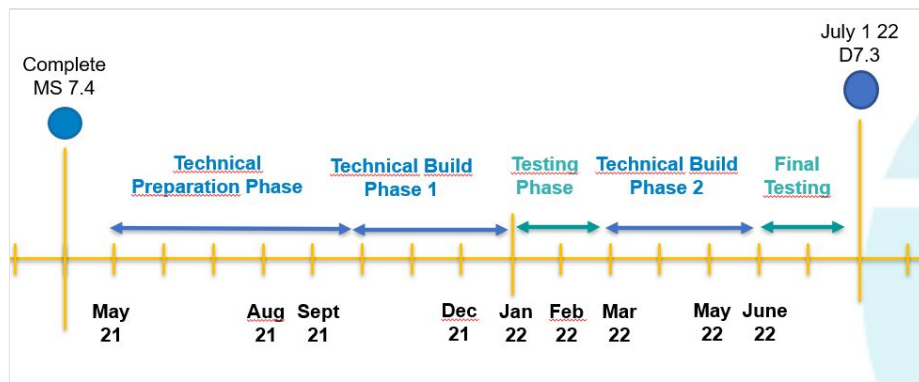 July 1 22
D7.3
Complete
MS 7.4
Technical
Preparation Phase
Technical Build
Phase 1
Testing
Phase
Technical Build
Phase 2
Final
Testing
May
21
Aug
21
Sept
21
Dec
21
Jan
22
Feb
22
Mar
22
May
22
June
22